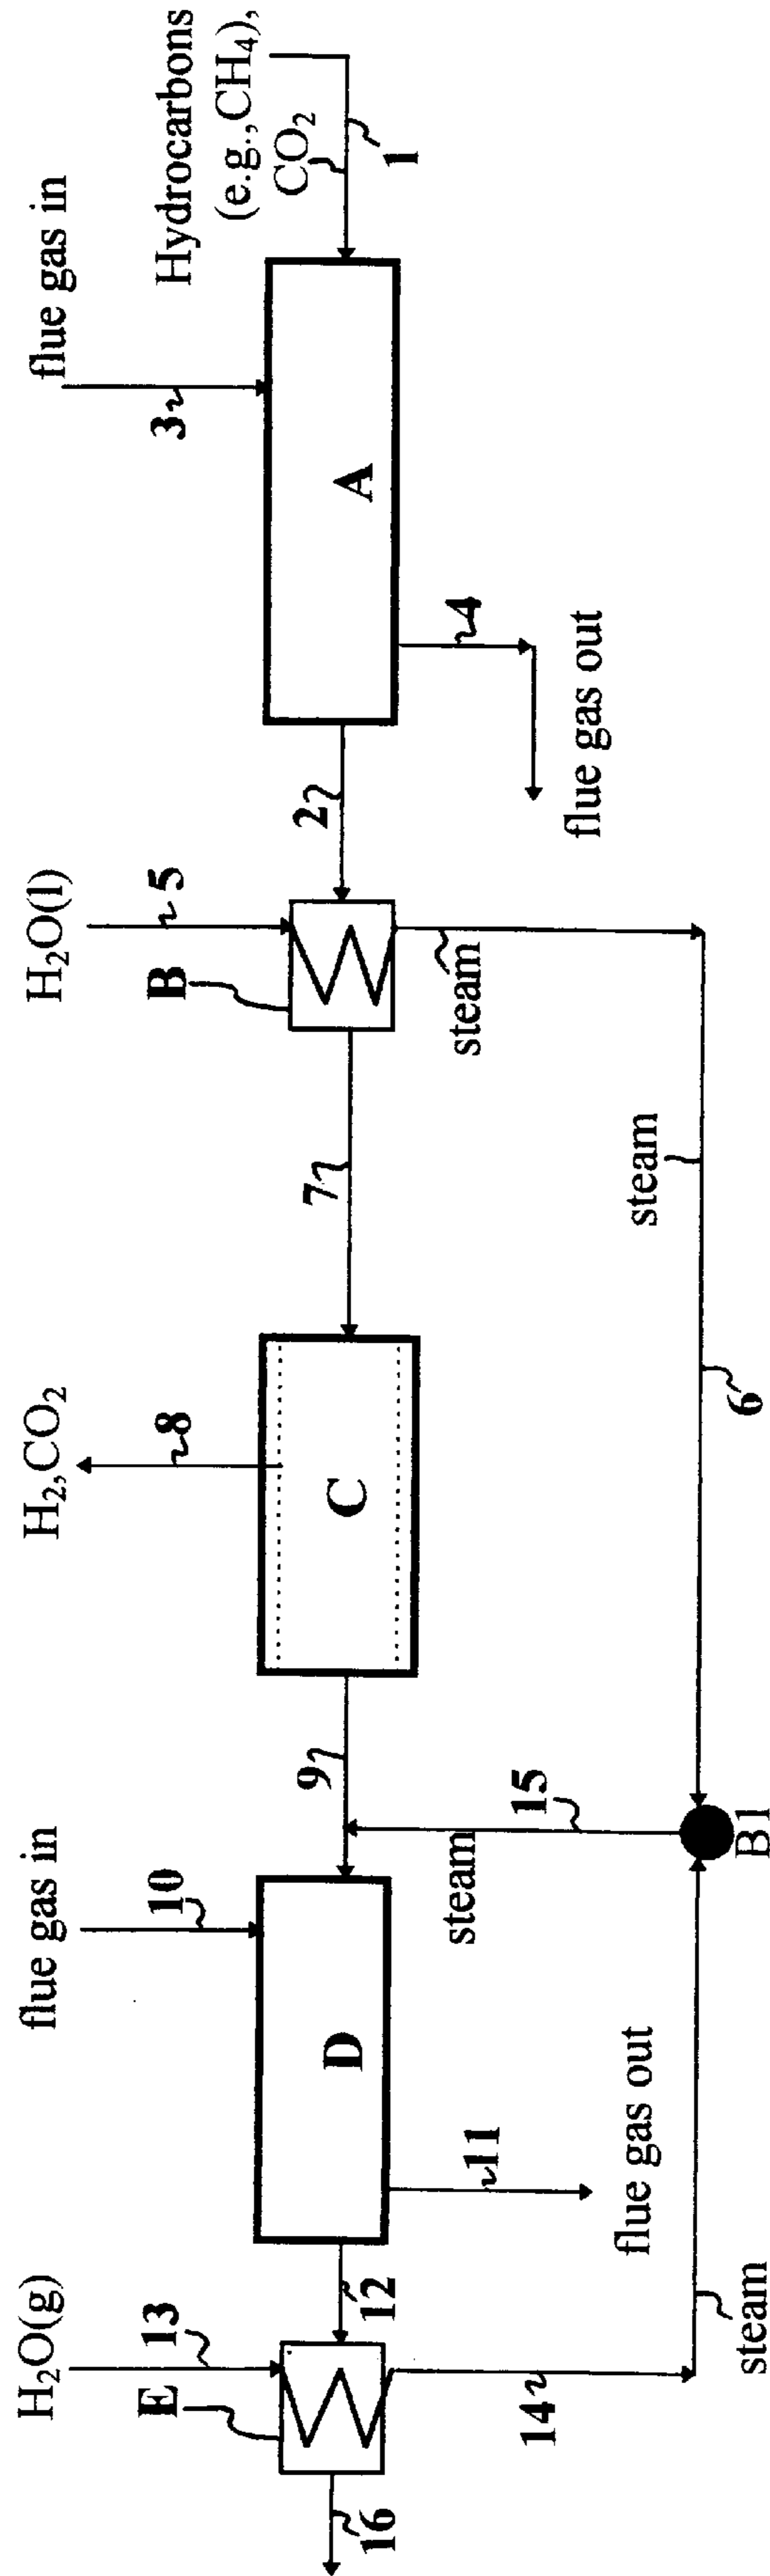 H₂O(g)
flue gas in
H₂,CO₂
H₂O(l)
flue gas in
Hydrocarbons
(e.g.,CH₄),
CO₂
13
10
8
5
3
E
B
1
9
7
2
D
C
A
16
12
11
15
4
steam
steam
14
flue gas out
flue gas out
steam
steam
B1
6